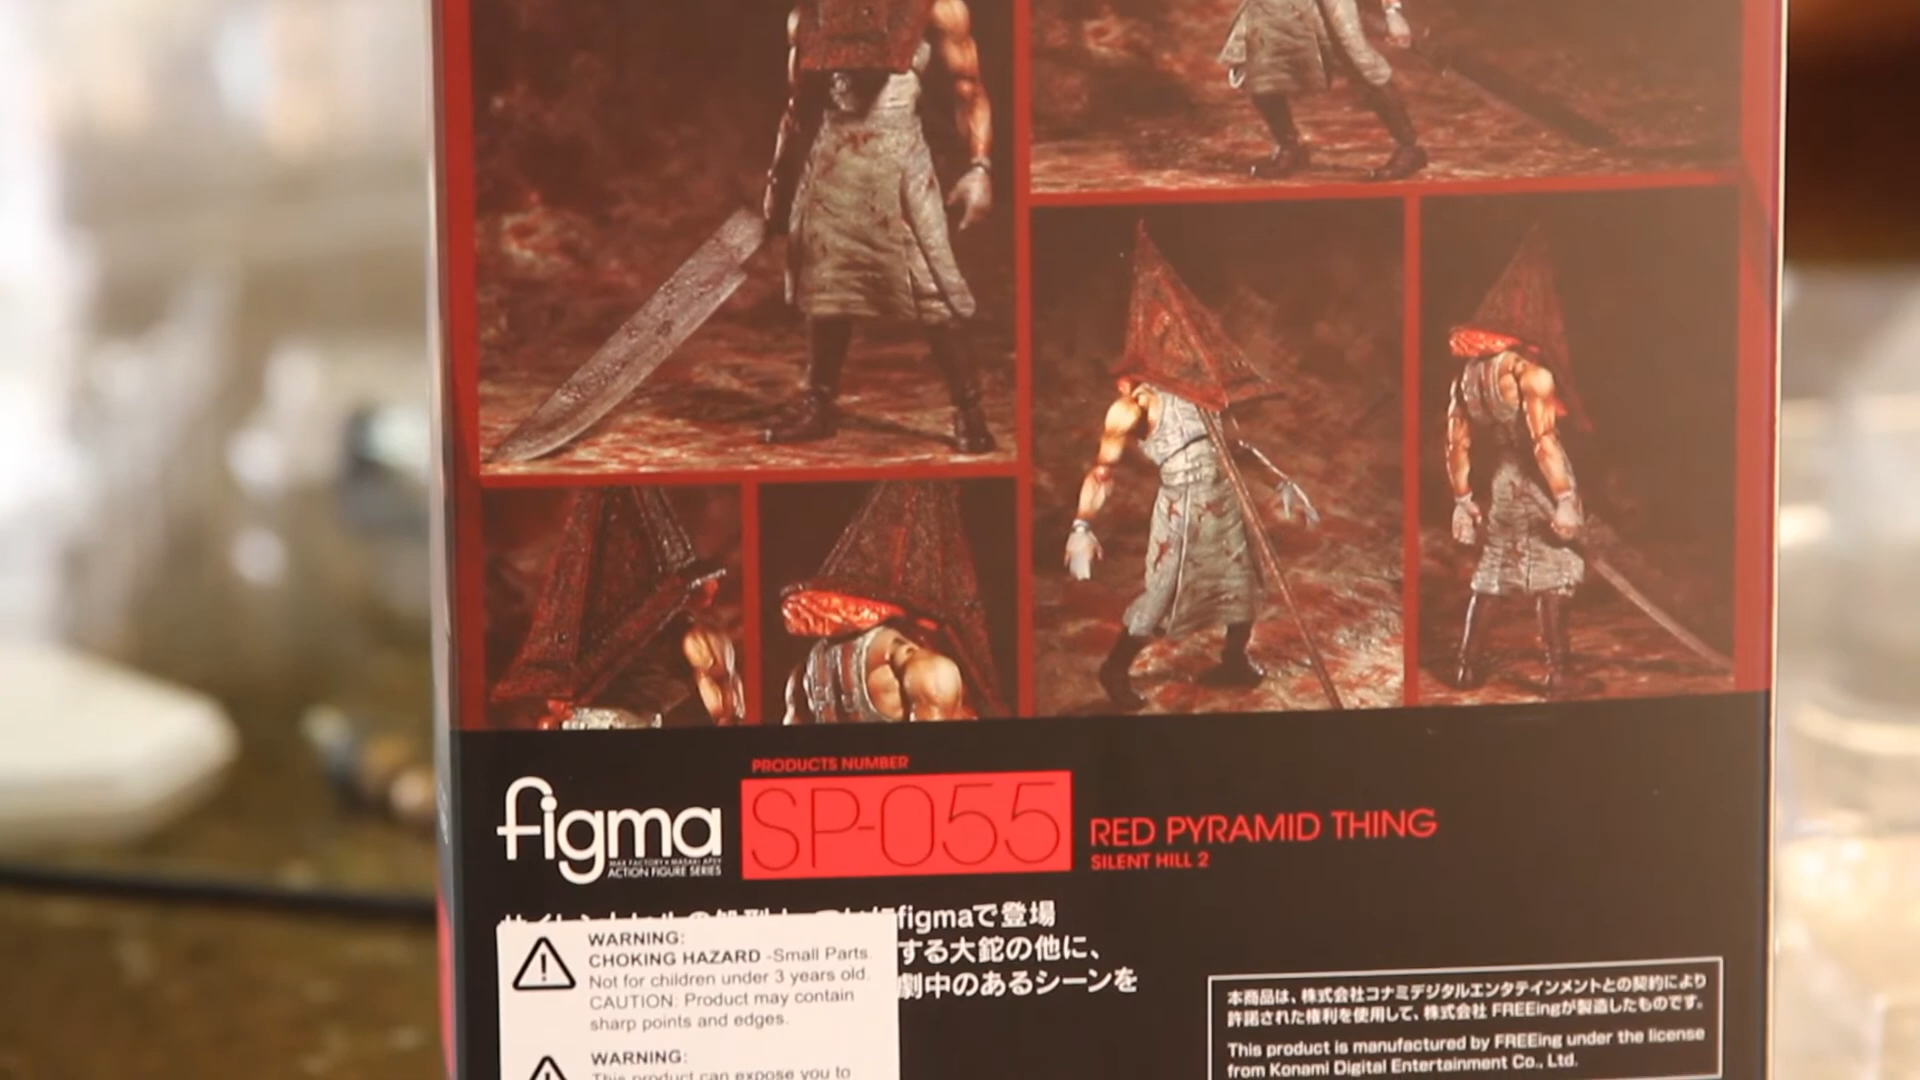 PRODUCTS NUMBER
figma
MAX FACTORY × MASAKI APSY
ACTION FIGURE SERIES
SP-055
RED PYRAMID THING
SILENT HILL 2
figmaで登場
する大鉈の他に、
劇中のあるシーンを
WARNING:
CHOKING HAZARD -Small Parts.
Not for children under 3 years old.
CAUTION: Product may contain
sharp points and edges.
WARNING:
This product can expose you to
本商品は、株式会社コナミデジタルエンタテインメントとの契約により
許諾された権利を使用して、株式会社 FREEingが製造したものです。
This product is manufactured by FREEing under the license
from Konami Digital Entertainment Co., Ltd.